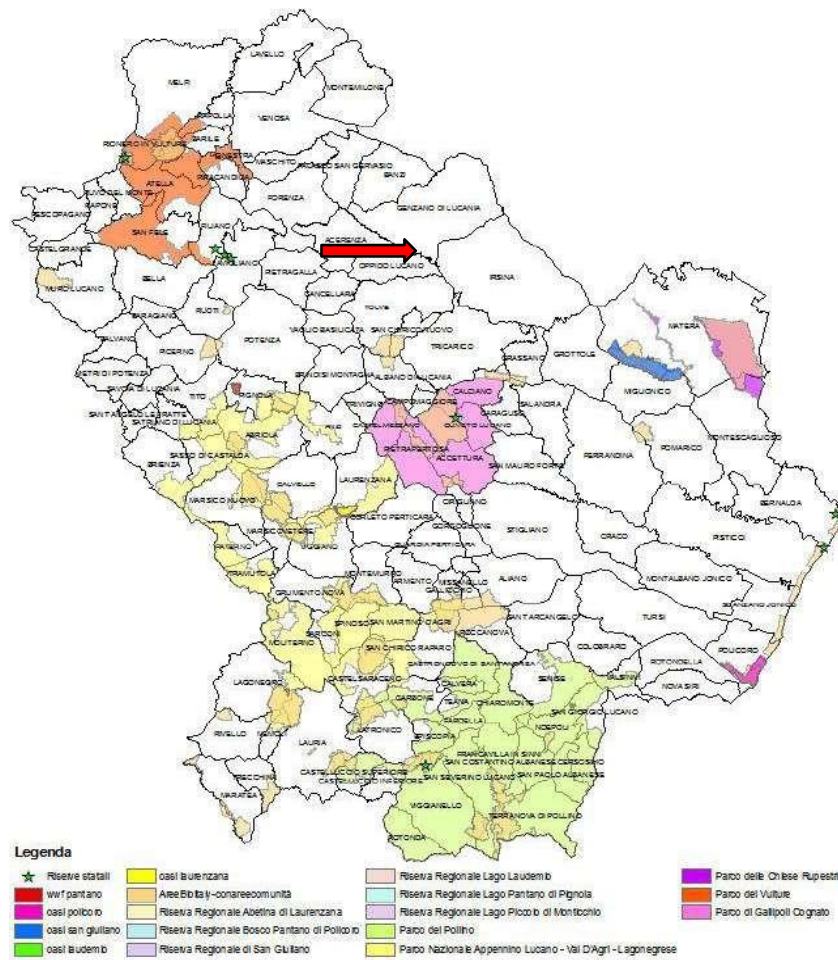 LAVELLO
MELFI
MONTEMILONE
VENOSA
RAPOLLA
BARILE
RIONERO IN VULTURE
GINESTRA
MASCHITO
PALAZZO SAN GERVASIO
RIPACANDIDA
BANZI
ATELLA
FORENZA
RUVO DEL MONTE
GENZANO DI LUCANIA
RAPONE
PESCOPAGANO
SAN FELE
FILIANO
ACERENZA
CASTELGRANDE
AVIGLIANO
OPPIDO LUCANO
PIETRAGALLA
IRSINA
BELLA
MURO LUCANO
CANCELLARA
TOLVE
RUOTI
BARAGIANO
VAGLIO BASILICATA
SAN CHIRICO NUOVO
MATERA
POTENZA
TRICARICO
BALVANO
PICERNO
GRASSANO
GROTTOLE
VIETRI DI POTENZA
BRINDISI MONTAGNA
ALBANO DI LUCANIA
MIGLIONICO
SAVOIA DI LUCANIA
TITO
PIGNOLA
TRIVIGNO
CAMPOMAGGIORE
CALCIANO
SALANDRA
SANT'ANGELO LE FRATTE
GARAGUSO
SATRIANO DI LUCANIA
CASTELMEZZANO
OLIVETO LUCANO
MONTESCAGLIOSO
ABRIOLA
ANZI
PIETRAPERTOSA
POMARICO
SASSO DI CASTALDA
ACCETTURA
FERRANDINA
BRIENZA
SAN MAURO FORTE
CALVELLO
LAURENZANA
MARSICO NUOVO
CIRIGLIANO
BERNALDA
CORLETO PERTICARA
GORGOGLIONE
MARSICOVETERE
STIGLIANO
CRACO
PISTICCI
PATERNO
VIGGIANO
GUARDIA PERTICARA
TRAMUTOLA
MONTEMURRO
ARMENTO
MISSANELLO
ALIANO
MONTALBANO JONICO
GRUMENTO NOVA
GALLICCHIO
SCANZANO JONICO
SPINOSO
SAN MARTINO D'AGRI
SANT'ARCANGELO
TURSI
SARCONI
ROCCANOVA
MOLITERNO
COLOBRARO
POLICORO
SAN CHIRICO RAPARO
ROTONDELLA
CASTRONUOVO DI SANT'ANDREA
SENISE
VALSINNI
LAGONEGRO
CASTELSARACENO
CALVERA
NOVA SIRI
CARBONE
TEANA
CHIAROMONTE
SAN GIORGIO LUCANO
FARDELLA
NOEPOLI
RIVELLO
NEMOLI
LATRONICO
EPISCOPIA
LAURIA
FRANCAVILLA IN SINNI
SAN COSTANTINO ALBANESE
CERSOSIMO
TRECCHINA
CASTELLUCCIO SUPERIORE
SAN SEVERINO LUCANO
SAN PAOLO ALBANESE
CASTELLUCCIO INFERIORE
MARATEA
VIGGIANELLO
TERRANOVA DI POLLINO
ROTONDA
Legenda
Riserve statali
wwf pantano
oasi policoro
oasi san giuliano
oasi laudemio
oasi laurenzana
AreeBioItaly-conareecomunità
Riserva Regionale Abetina di Laurenzana
Riserva Regionale Bosco Pantano di Policoro
Riserva Regionale di San Giuliano
Riserva Regionale Lago Laudemio
Riserva Regionale Lago Pantano di Pignola
Riserva Regionale Lago Piccolo di Monticchio
Parco del Pollino
Parco Nazionale Appennino Lucano - Val D'Agri - Lagonegrese
Parco delle Chiese Rupestri
Parco del Vulture
Parco di Gallipoli Cognato